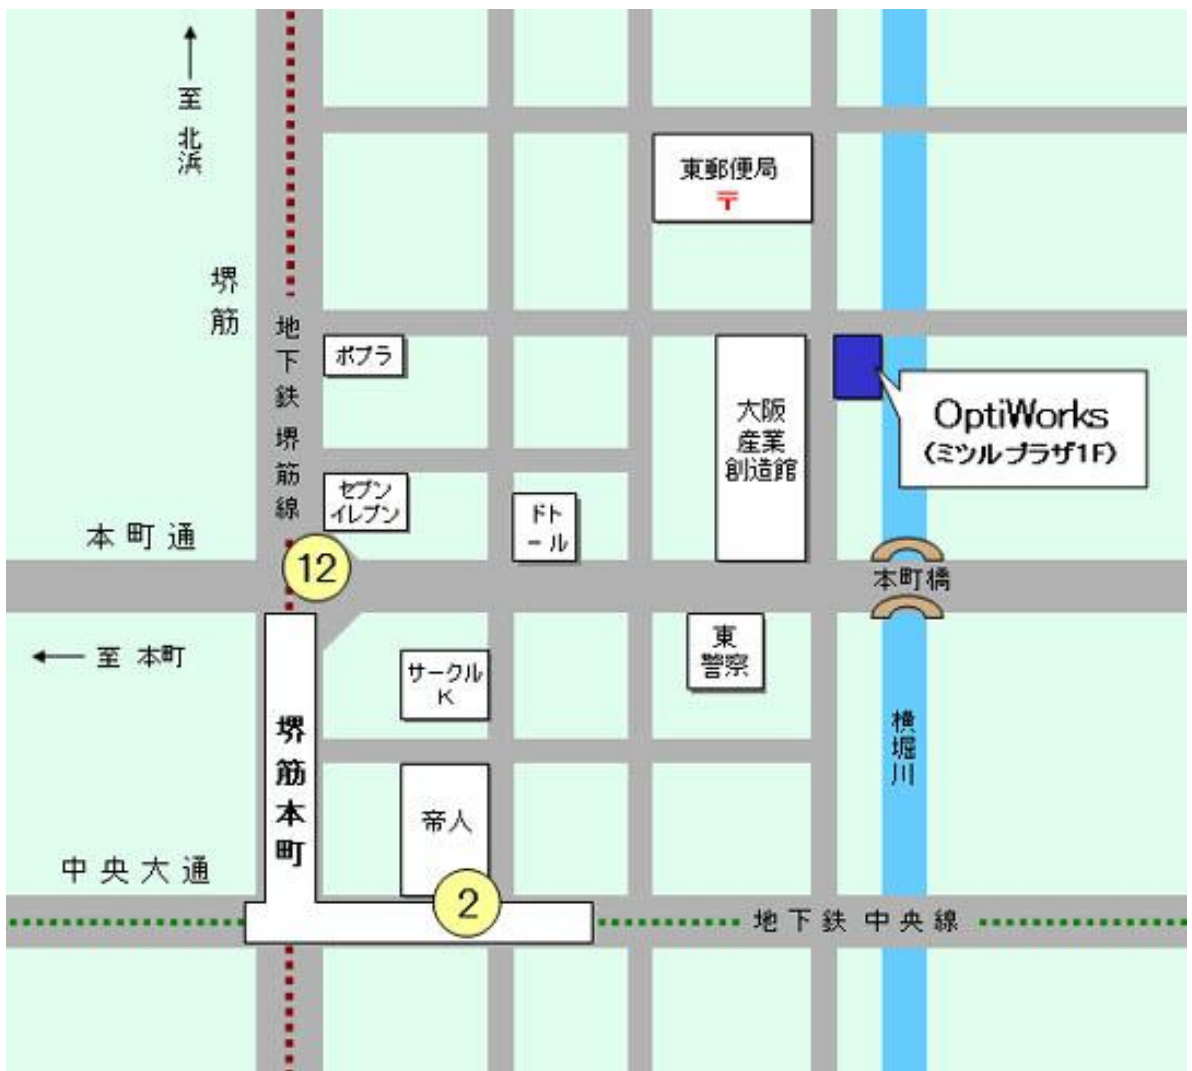 至 北浜
東郵便局
〒
堺筋
地下鉄 堺筋線
ポプラ
大阪
産業
創造館
OptiWorks
(ミツルプラザ1F)
セブン
イレブン
ドト
ール
本町通
12
本町橋
至 本町
東
警察
サークル
K
堺筋本町
横堀川
帝人
中央大通
2
地下鉄 中央線